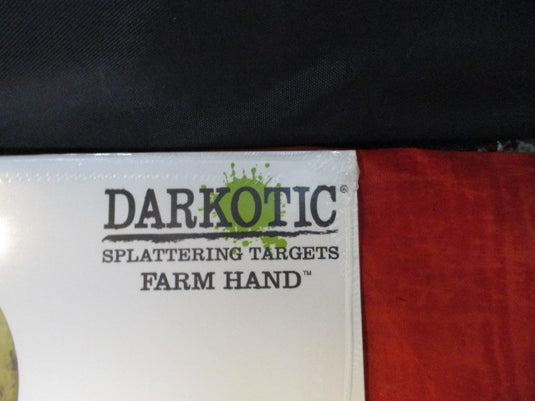 DARKOTIC®
SPLATTERING TARGETS
FARM HAND™